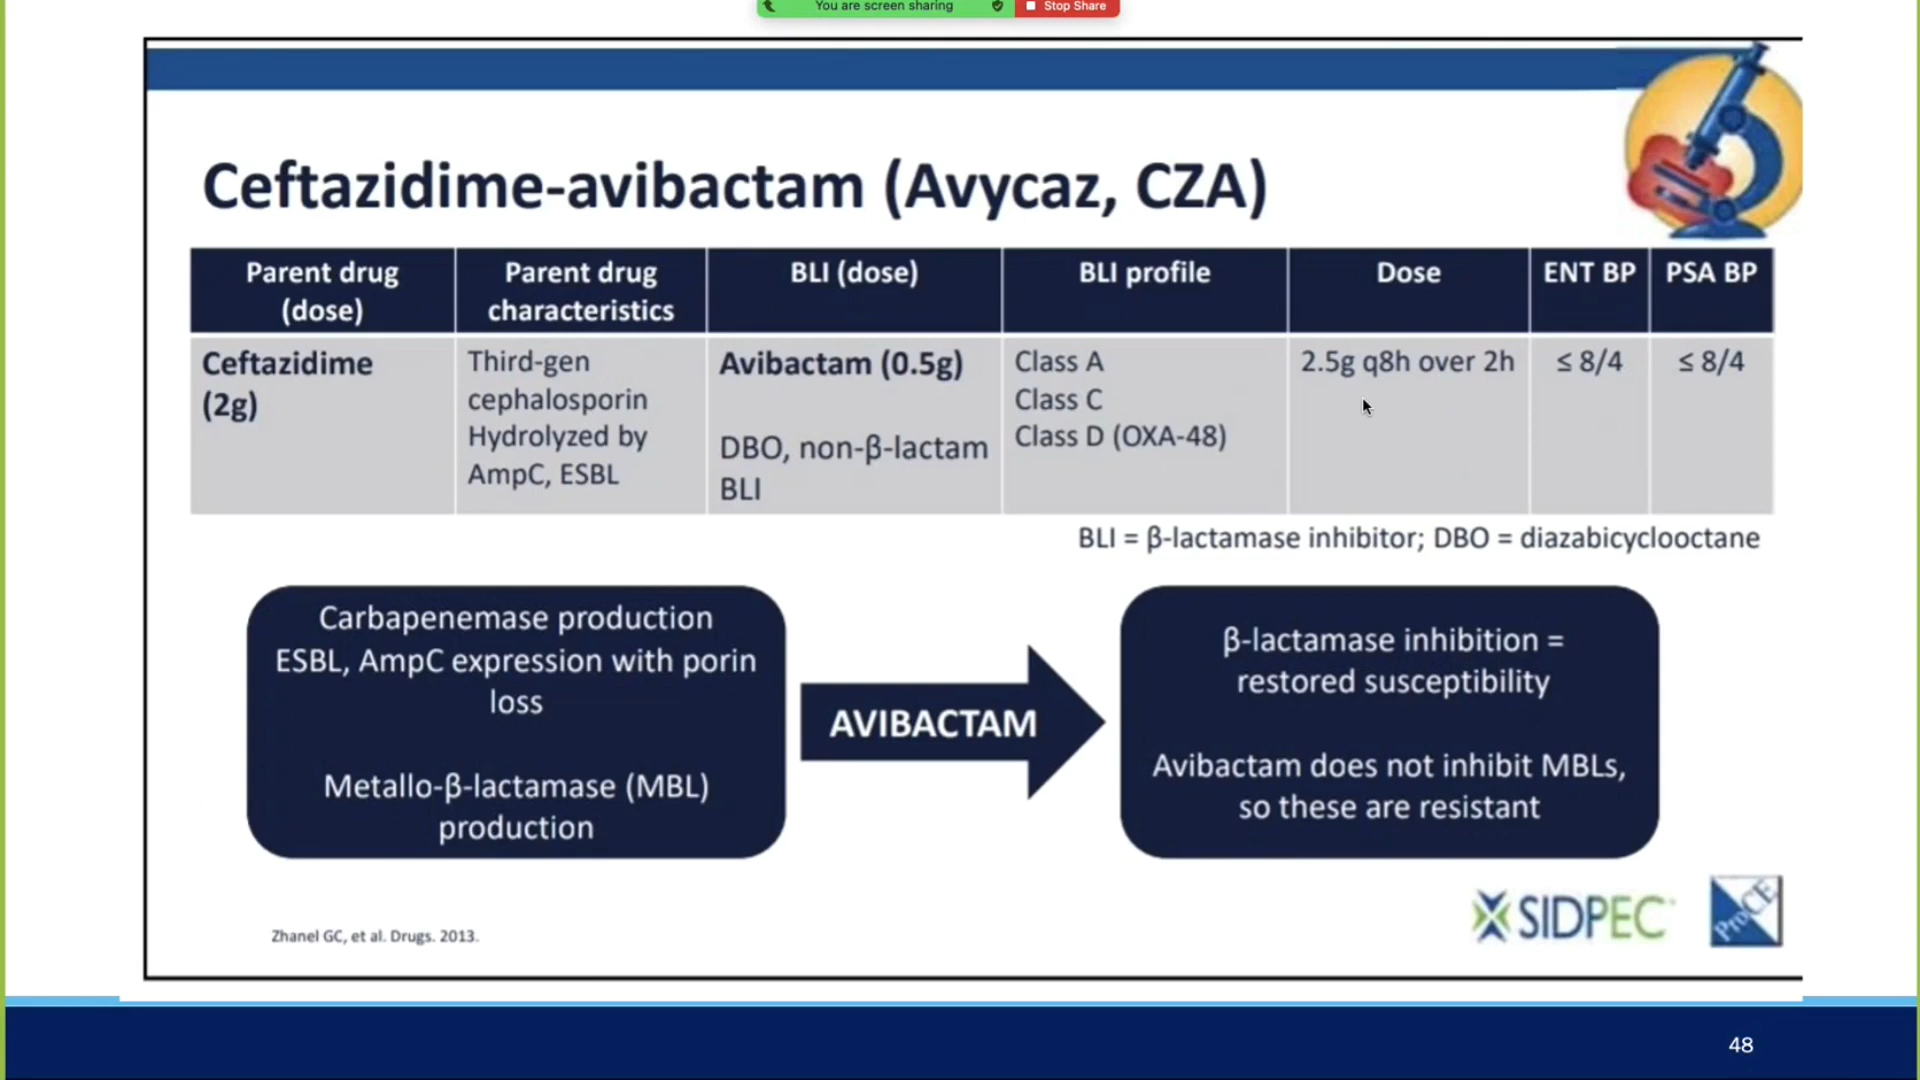 You are screen sharing
Stop Share
Ceftazidime-avibactam (Avycaz, CZA)
Parent drug
(dose)
Parent drug
characteristics
BLI (dose)
BLI profile
Dose
ENT BP
PSA BP
Ceftazidime
(2g)
Third-gen
cephalosporin
Hydrolyzed by
AmpC, ESBL
Avibactam (0.5g)
DBO, non-β-lactam
BLI
Class A
Class C
Class D (OXA-48)
2.5g q8h over 2h
≤ 8/4
≤ 8/4
BLI = β-lactamase inhibitor; DBO = diazabicyclooctane
Carbapenemase production
ESBL, AmpC expression with porin
loss
Metallo-β-lactamase (MBL)
production
AVIBACTAM
β-lactamase inhibition =
restored susceptibility
Avibactam does not inhibit MBLs,
so these are resistant
Zhanel GC, et al. Drugs. 2013.
SIDPEC
ProCE
48